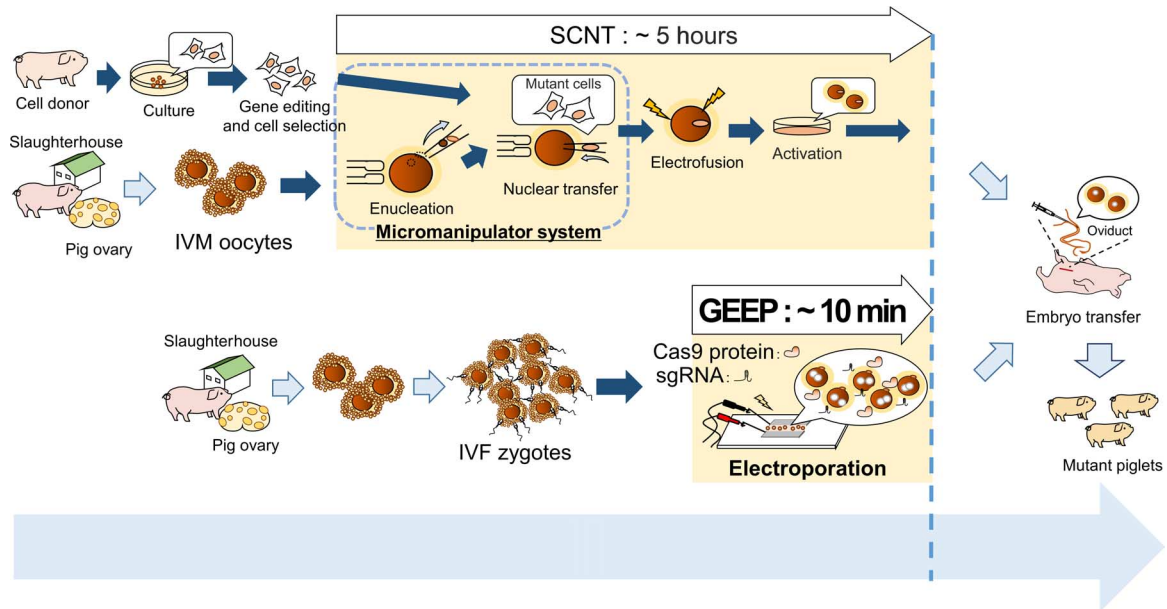 SCNT : ~ 5 hours
Cell donor
Culture
Gene editing
and cell selection
Mutant cells
Slaughterhouse
Pig ovary
IVM oocytes
Enucleation
Nuclear transfer
Micromanipulator system
Electrofusion
Activation
Oviduct
Embryo transfer
Mutant piglets
GEEP : ~ 10 min
Slaughterhouse
Pig ovary
IVF zygotes
Cas9 protein :
sgRNA :
Electroporation